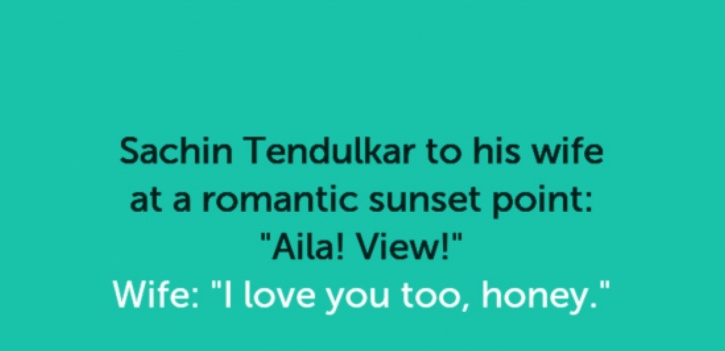 Sachin Tendulkar to his wife
at a romantic sunset point:
"Aila! View!"
Wife: "I love you too, honey."